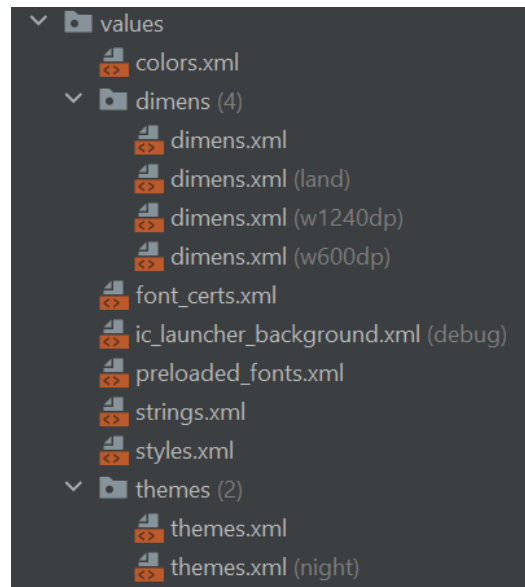 values
colors.xml
dimens (4)
dimens.xml
dimens.xml (land)
dimens.xml (w1240dp)
dimens.xml (w600dp)
font_certs.xml
ic_launcher_background.xml (debug)
preloaded_fonts.xml
strings.xml
styles.xml
themes (2)
themes.xml
themes.xml (night)